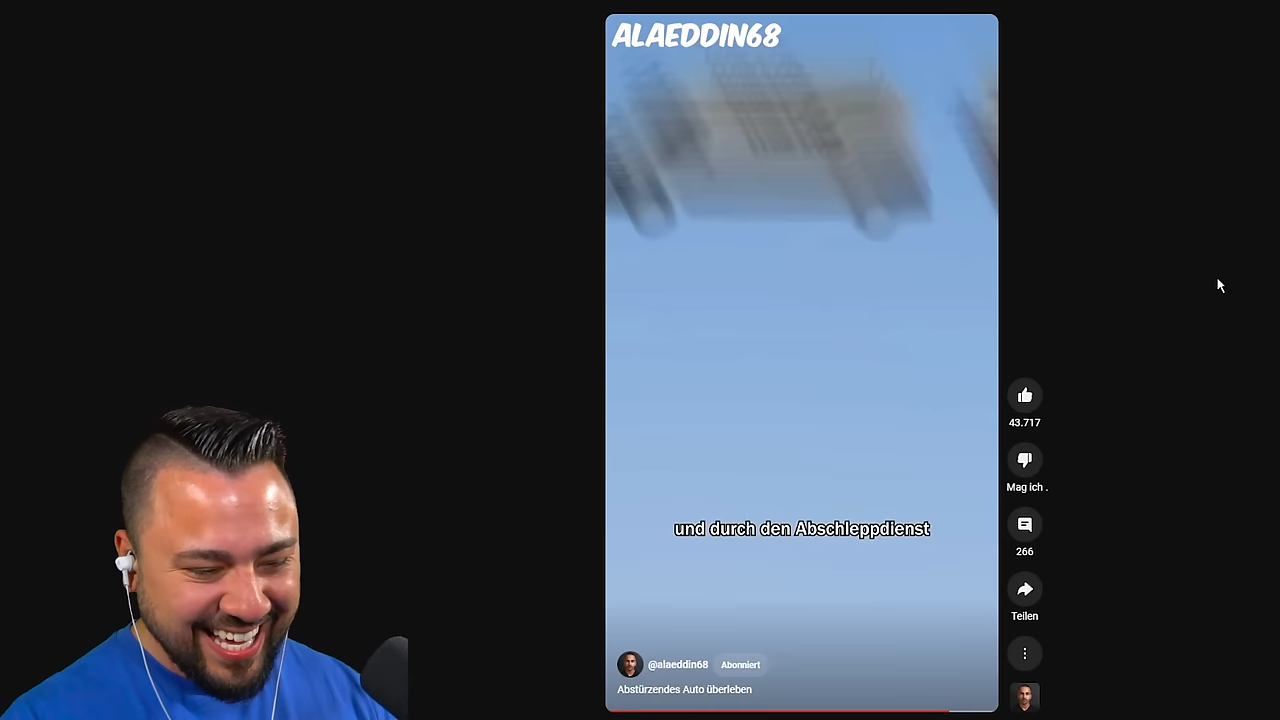 ALAEDDIN68
43.717
Mag ich .
und durch den Abschleppdienst
266
Teilen
@alaeddin68 Abonniert
Abstürzendes Auto überleben